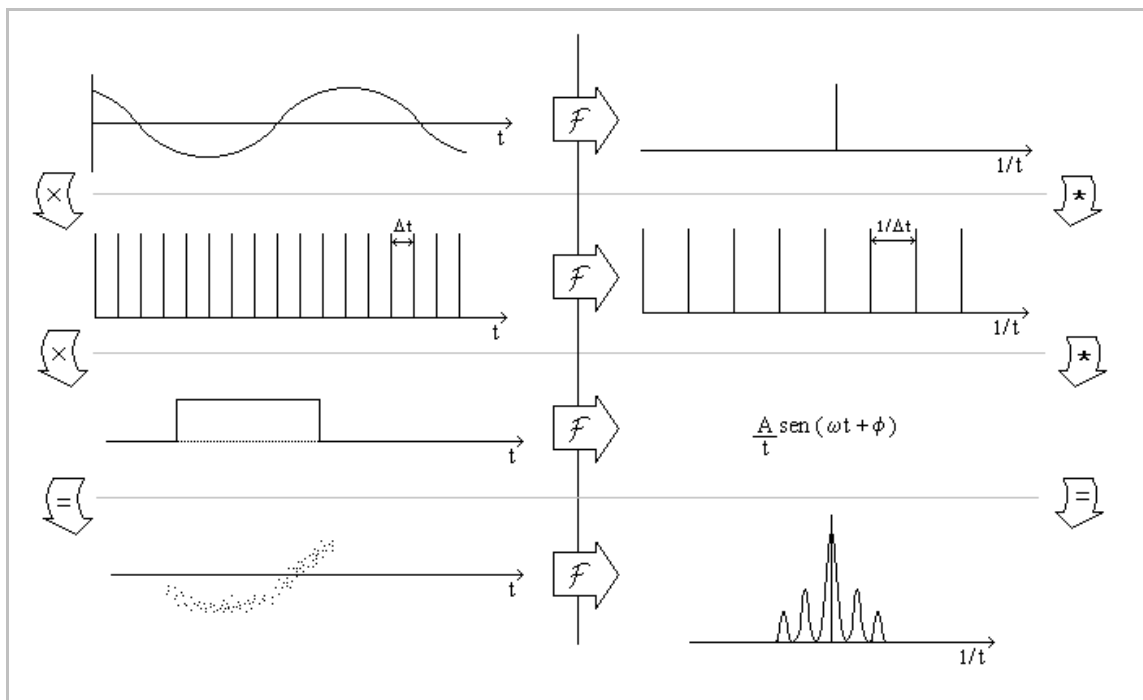 ℱ
t
1/t
×
*
Δt
1/Δt
ℱ
t
1/t
×
*
ℱ
t
A/t sen (ωt + ϕ)
=
=
ℱ
t
1/t